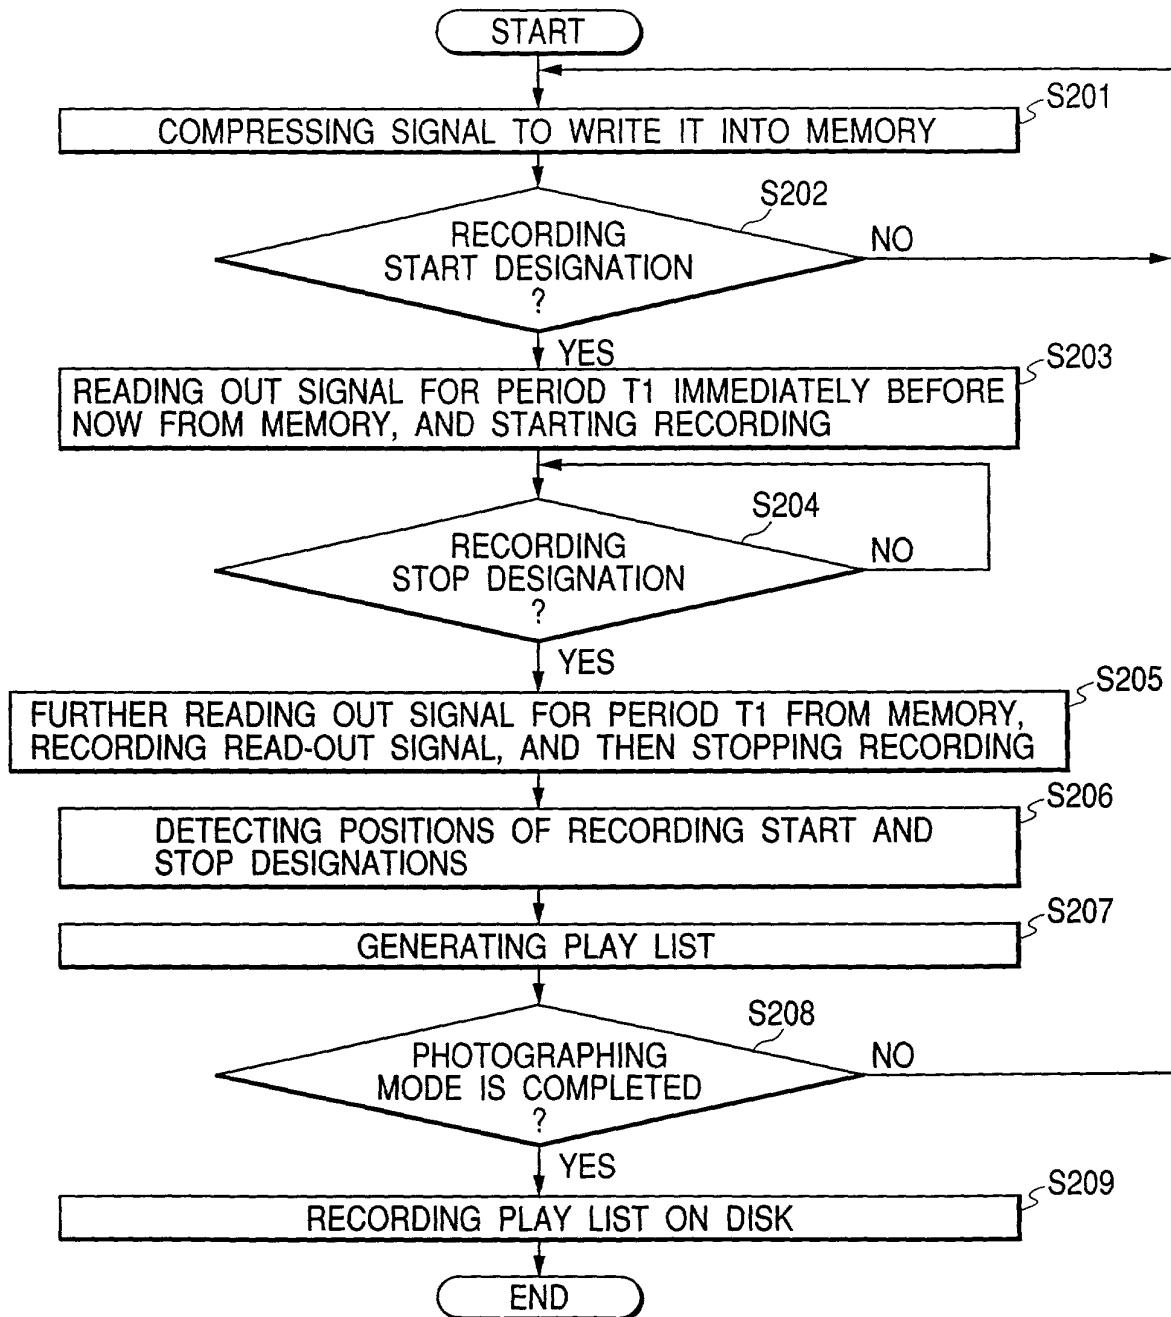 START
S201
COMPRESSING SIGNAL TO WRITE IT INTO MEMORY
S202
RECORDING
START DESIGNATION
?
NO
YES
S203
READING OUT SIGNAL FOR PERIOD T1 IMMEDIATELY BEFORE
NOW FROM MEMORY, AND STARTING RECORDING
S204
RECORDING
STOP DESIGNATION
?
NO
YES
S205
FURTHER READING OUT SIGNAL FOR PERIOD T1 FROM MEMORY,
RECORDING READ-OUT SIGNAL, AND THEN STOPPING RECORDING
S206
DETECTING POSITIONS OF RECORDING START AND
STOP DESIGNATIONS
S207
GENERATING PLAY LIST
S208
PHOTOGRAPHING
MODE IS COMPLETED
?
NO
YES
S209
RECORDING PLAY LIST ON DISK
END